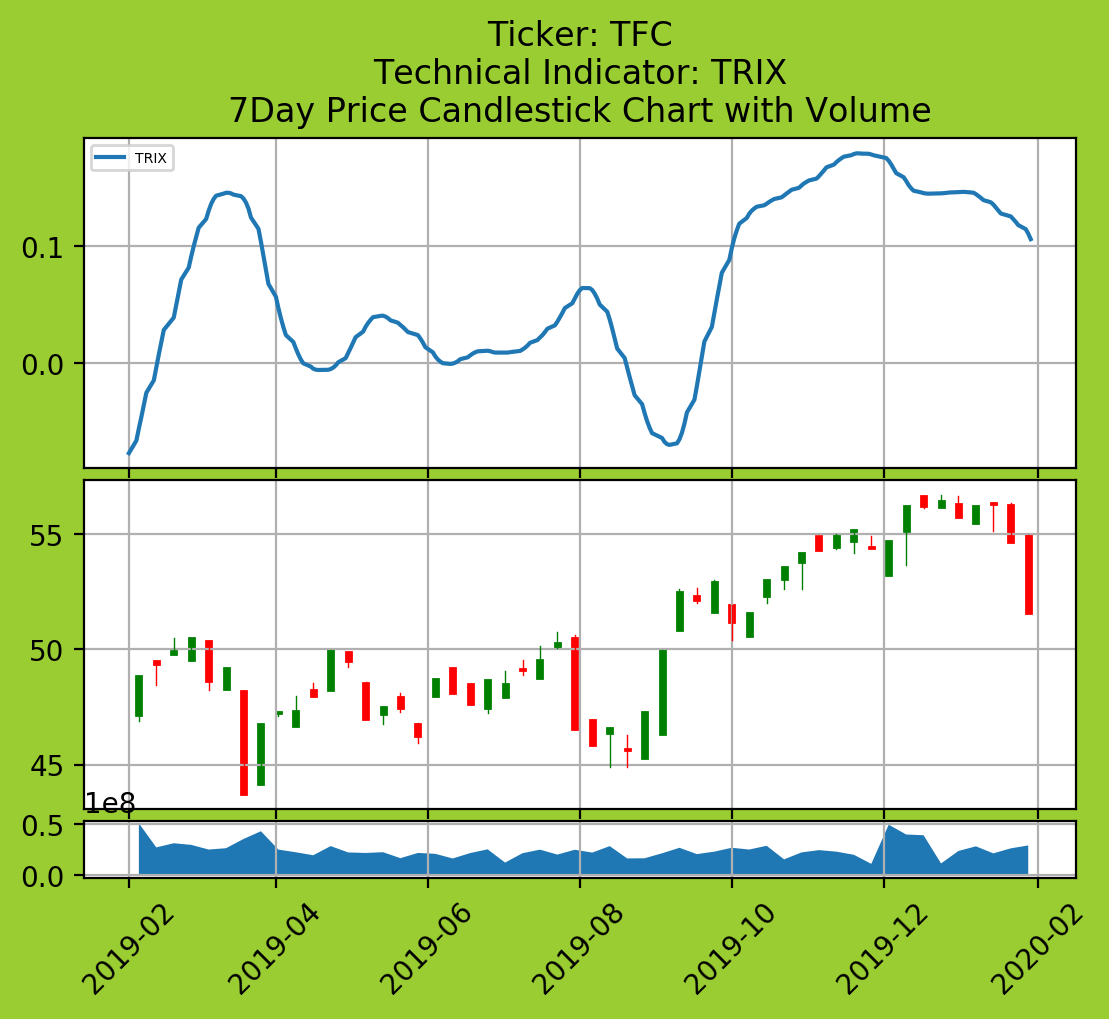 Ticker: TFC
Technical Indicator: TRIX
7Day Price Candlestick Chart with Volume
TRIX
0.1
0.0
55
50
45
1e8
0.5
0.0
2019-02
2019-04
2019-06
2019-08
2019-10
2019-12
2020-02